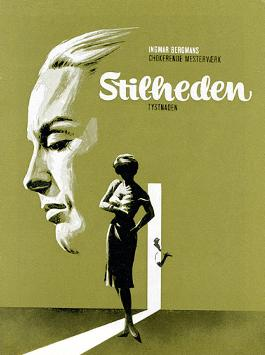 INGMAR BERGMANS
CHOKERENDE MESTERVÆRK
Stilheden
TYSTNADEN